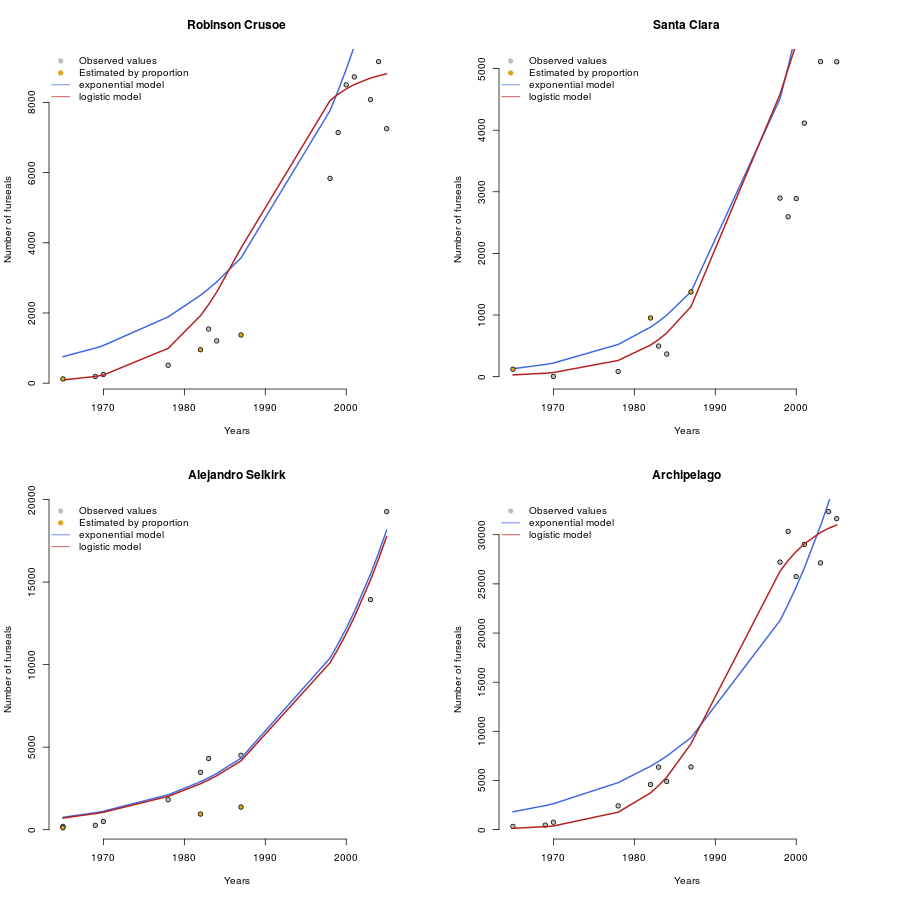 Robinson Crusoe
Observed values
Estimated by proportion
exponential model
logistic model
Number of furseals
0
2000
4000
6000
8000
1970
1980
1990
2000
Years
Santa Clara
Observed values
Estimated by proportion
exponential model
logistic model
Number of furseals
0
1000
2000
3000
4000
5000
1970
1980
1990
2000
Years
Alejandro Selkirk
Observed values
Estimated by proportion
exponential model
logistic model
Number of furseals
0
5000
10000
15000
20000
1970
1980
1990
2000
Years
Archipelago
Observed values
exponential model
logistic model
Number of furseals
0
5000
10000
15000
20000
25000
30000
1970
1980
1990
2000
Years